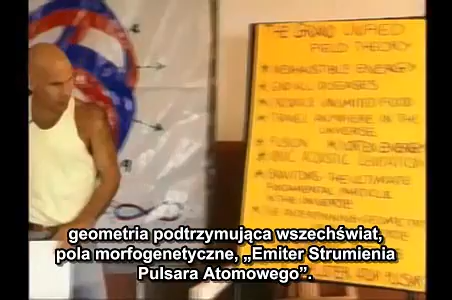 THE GRAND UNIFIED
FIELD THEORY
INEXHAUSTIBLE ENERGY
END ALL DISEASES
PRODUCE UNLIMITED FOOD
TRAVEL ANYWHERE IN THE
UNIVERSE.
FUSION VORTEX ENERGY
SONIC ACOUSTIC LEVITATION
GRAVITONS: THE ULTIMATE
FUNDAMENTAL PARTICLE
IN THE UNIVERSE
geometria podtrzymująca wszechświat,
pola morfogenetyczne, „Emiter Strumienia
Pulsara Atomowego”.